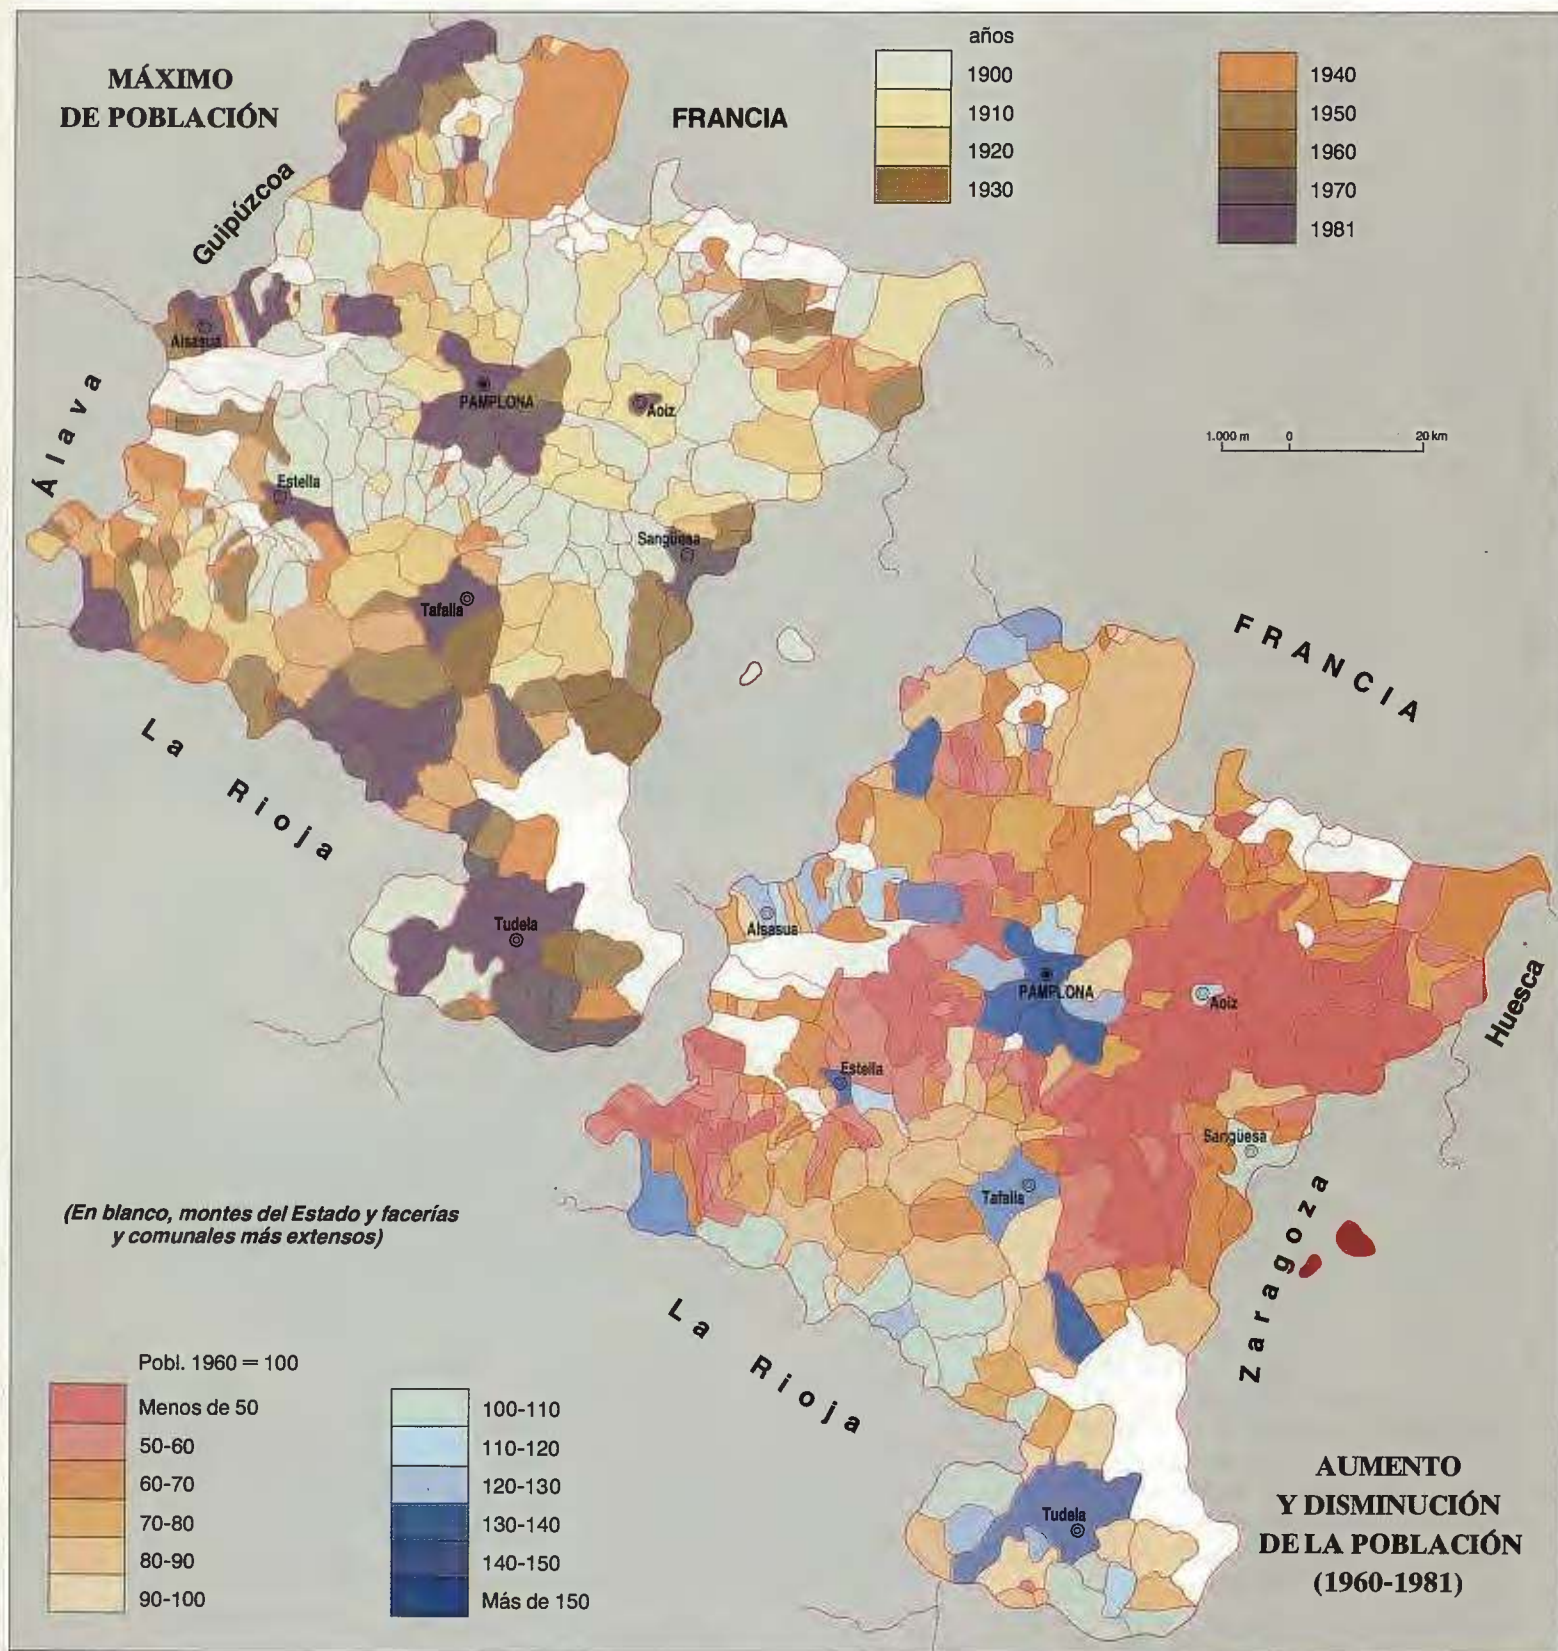 MÁXIMO
DE POBLACIÓN
FRANCIA
años
1900
1910
1920
1930
1940
1950
1960
1970
1981
Guipúzcoa
Álava
Alsasua
PAMPLONA
Aoiz
Estella
Sangüesa
Tafalla
1.000 m 0 20 km
La Rioja
Tudela
FRANCIA
Alsasua
PAMPLONA
Aoiz
Huesca
Estella
Sangüesa
Tafalla
Zaragoza
La Rioja
Tudela
(En blanco, montes del Estado y facerías
y comunales más extensos)
Pobl. 1960 = 100
Menos de 50
50-60
60-70
70-80
80-90
90-100
100-110
110-120
120-130
130-140
140-150
Más de 150
AUMENTO
Y DISMINUCIÓN
DE LA POBLACIÓN
(1960-1981)